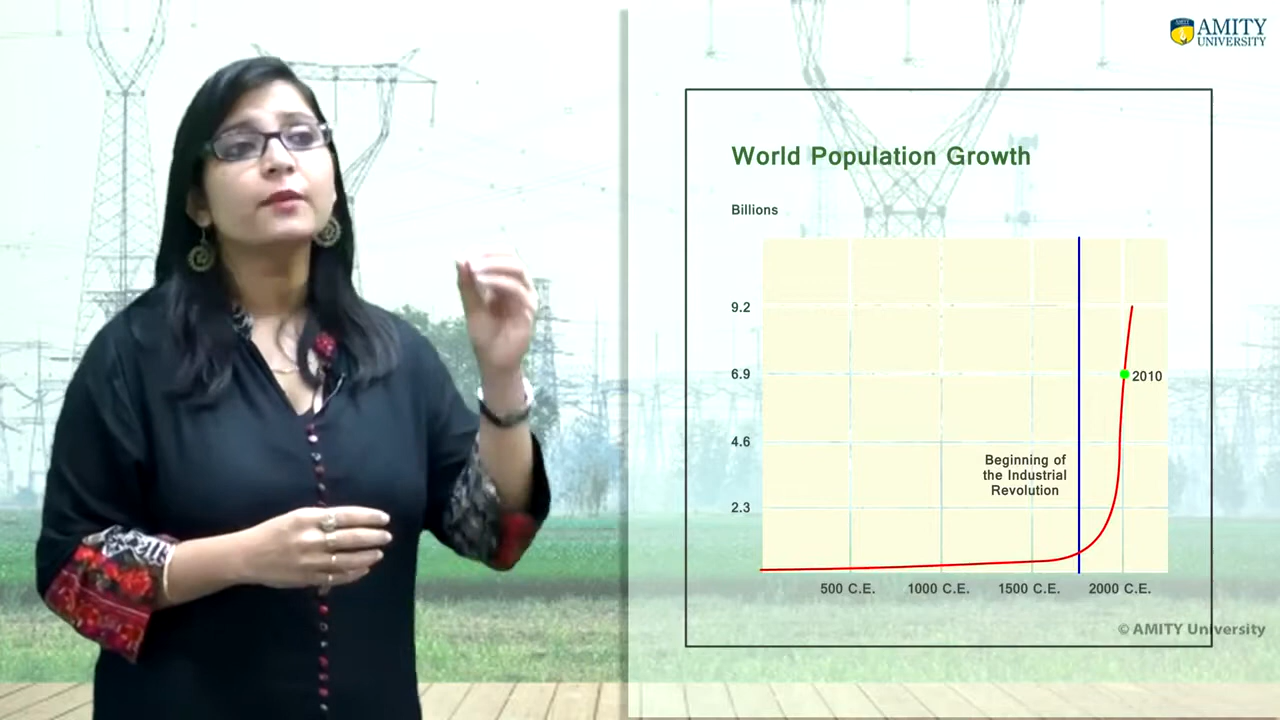 AMITY
UNIVERSITY
World Population Growth
Billions
9.2
6.9
2010
4.6
Beginning of
the Industrial
Revolution
2.3
500 C.E. 1000 C.E. 1500 C.E. 2000 C.E.
© AMITY University